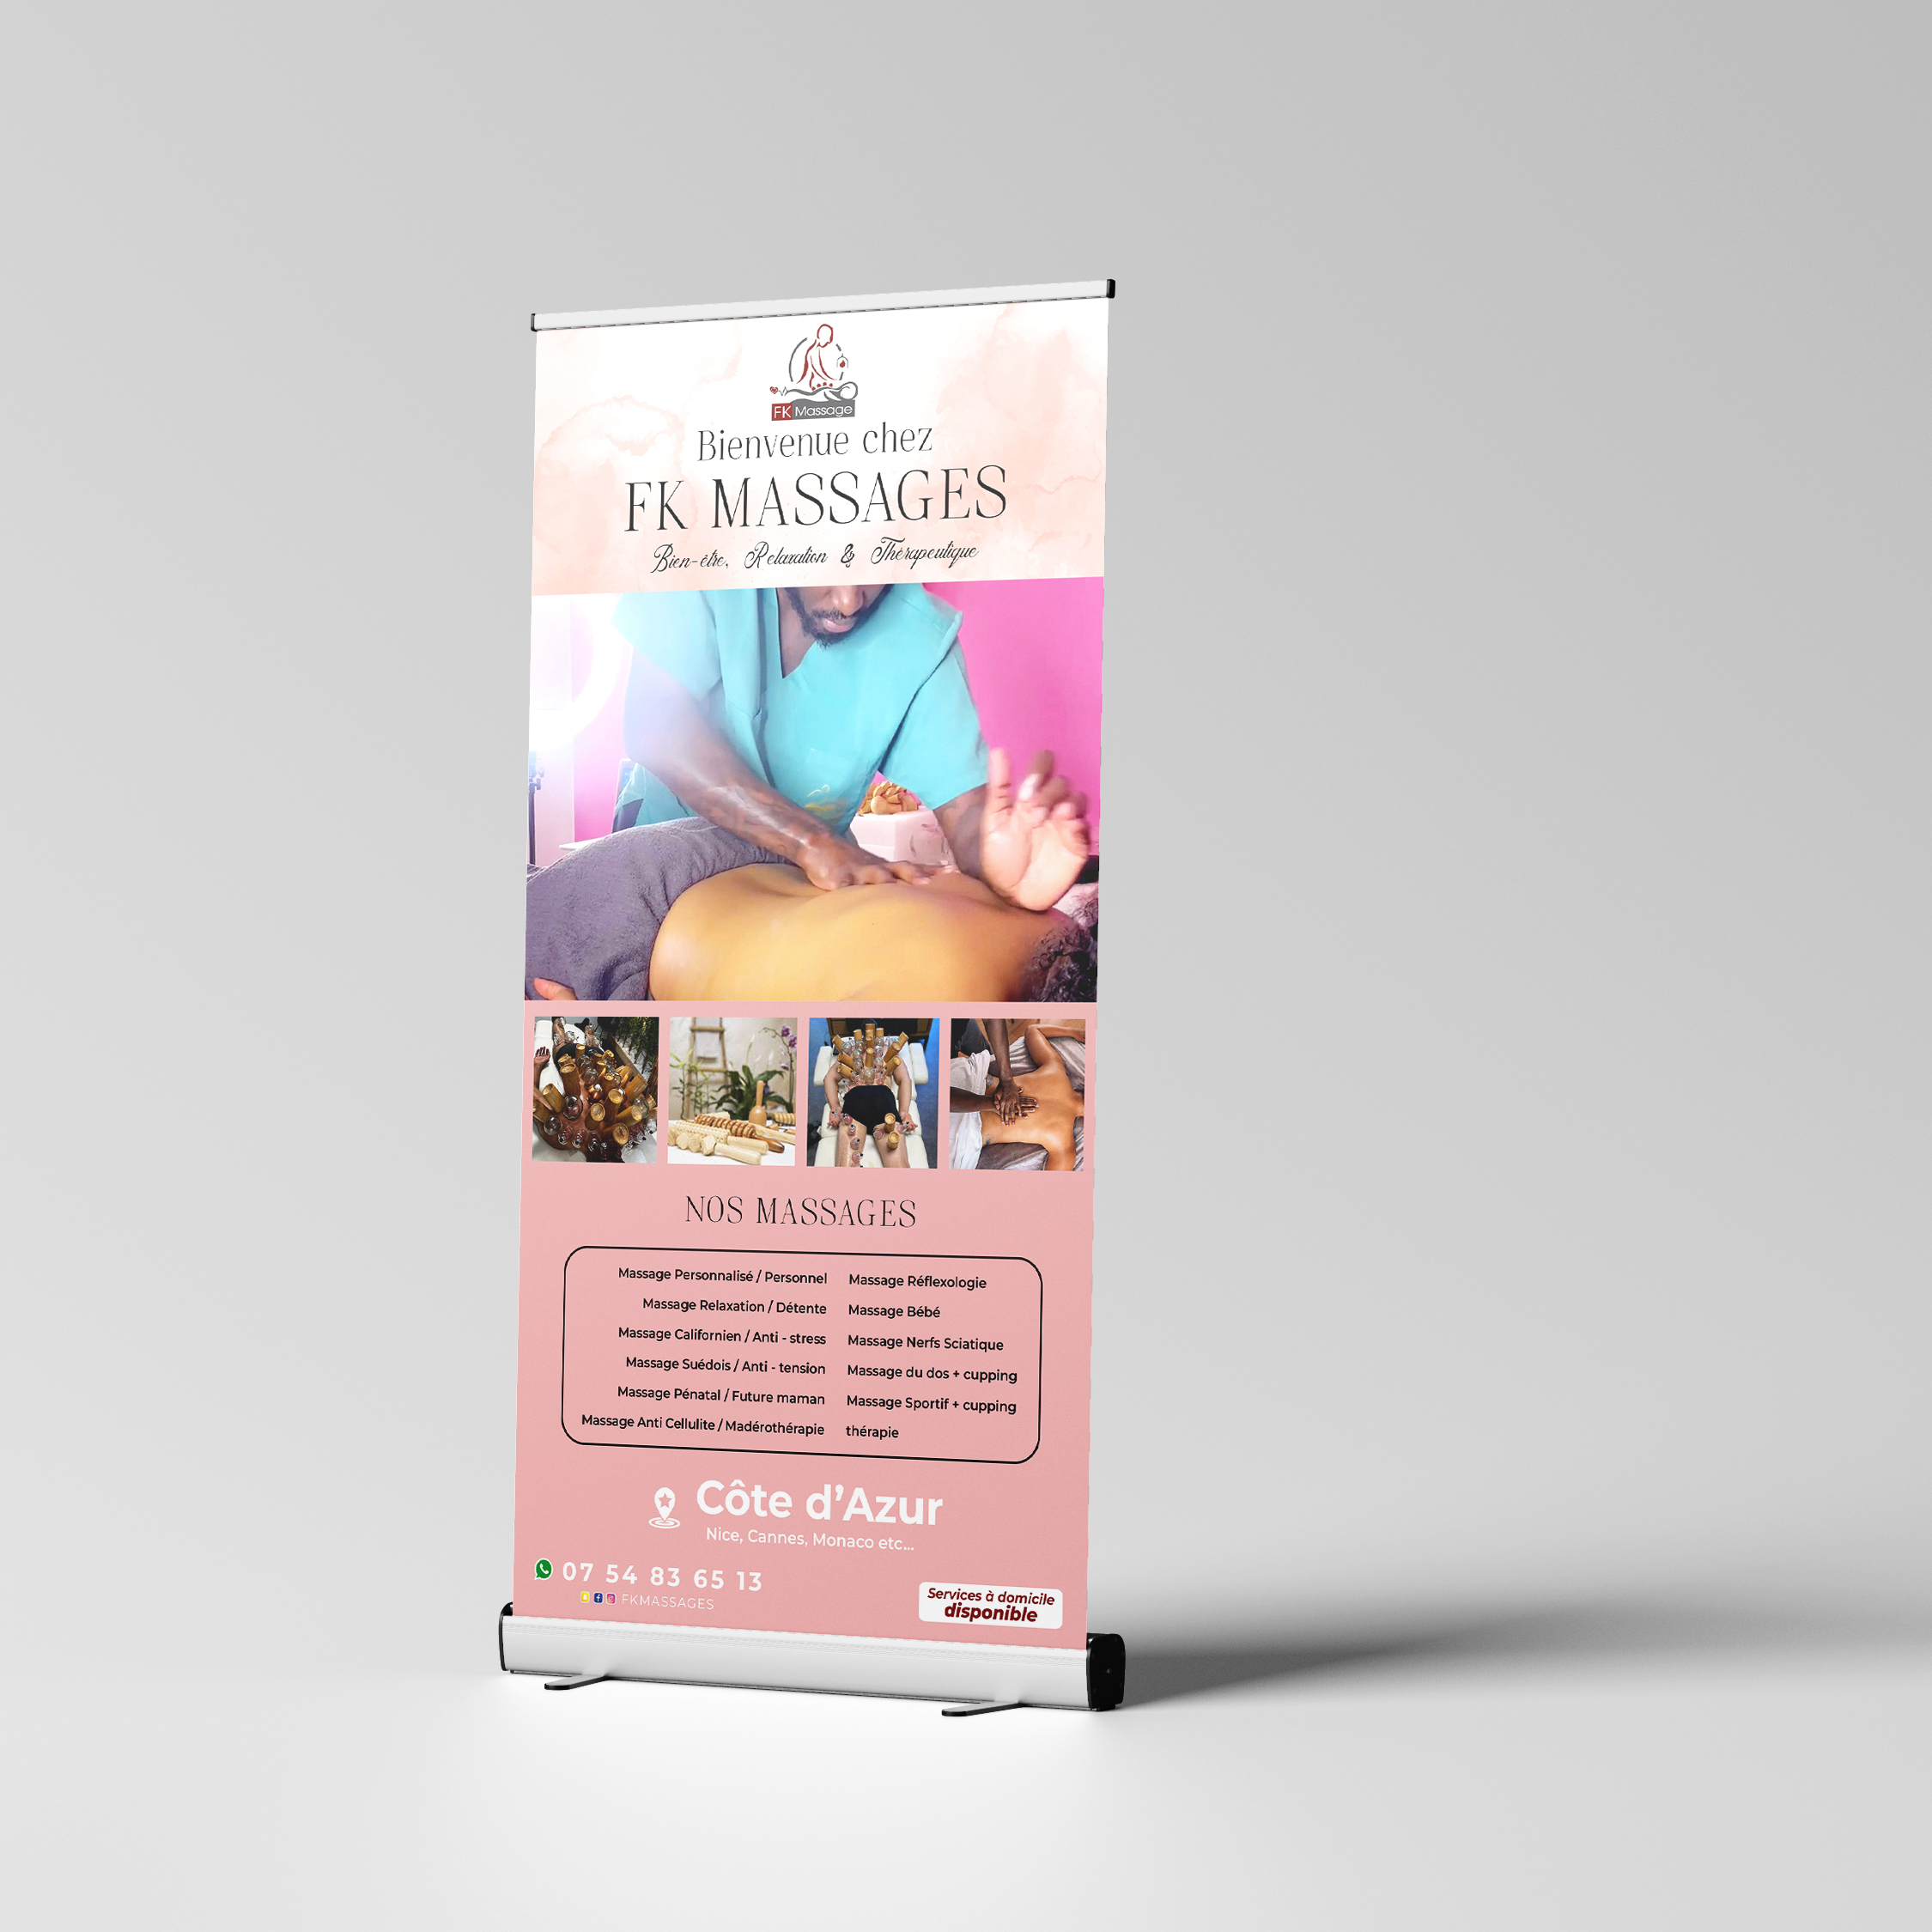 FK Massage
Bienvenue chez
FK MASSAGES
Bien-être, Relaxation & Thérapeutique
NOS MASSAGES
Massage Personnalisé / Personnel
Massage Relaxation / Détente
Massage Californien / Anti - stress
Massage Suédois / Anti - tension
Massage Pénatal / Future maman
Massage Anti Cellulite / Madérothérapie
Massage Réflexologie
Massage Bébé
Massage Nerfs Sciatique
Massage du dos + cupping
Massage Sportif + cupping
thérapie
Côte d'Azur
Nice, Cannes, Monaco etc...
07 54 83 65 13
FKMASSAGES
Services à domicile
disponible